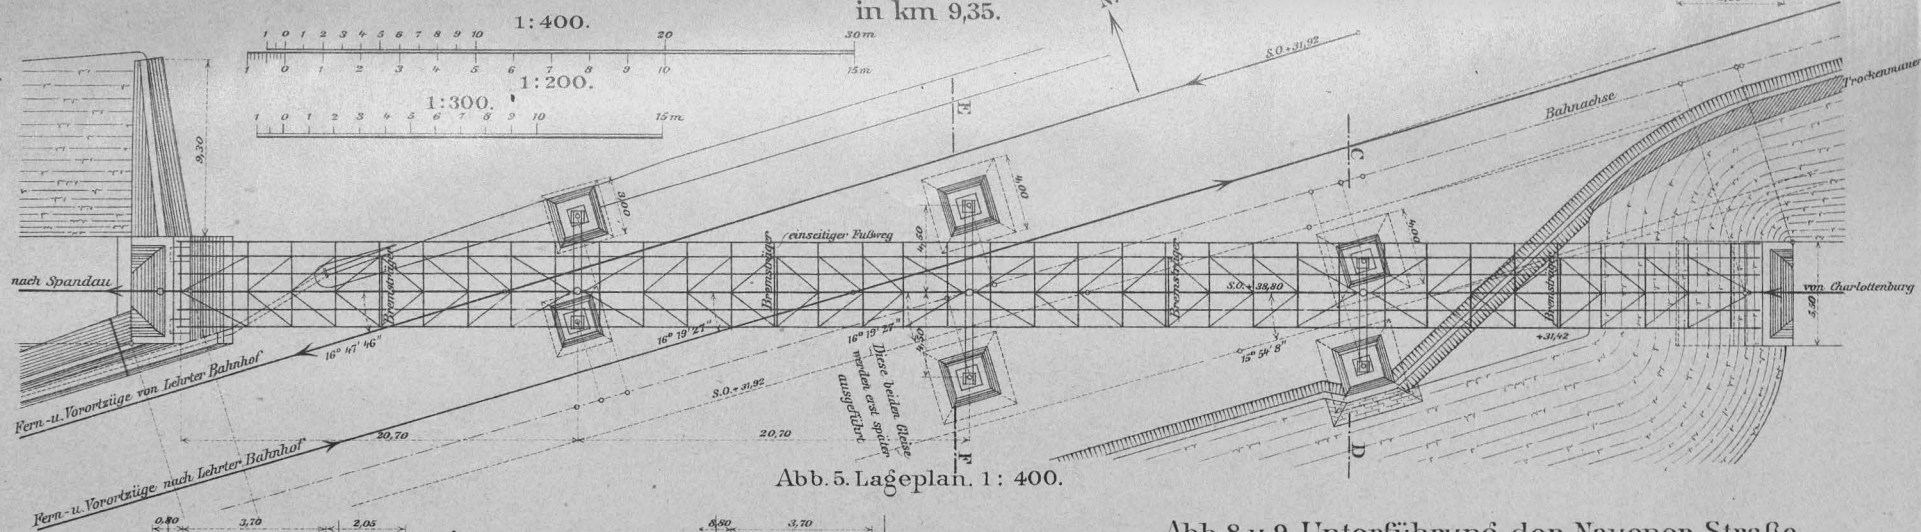 in km 9,35.
1:400.
1 0 1 2 3 4 5 6 7 8 9 10 20 30 m
1 0 1 2 3 4 5 6 7 8 9 10 15 m
1:200.
1:300.
1 0 1 2 3 4 5 6 7 8 9 10 15 m
S.O.+31,92
E
Trockenmauer
Bahnachse
C
9,30
3,00
4,00
4,00
4,50
einseitiger Fußweg
Bremsträger
Bremsträger
Bremsträger
Bremsträger
nach Spandau
von Charlottenburg
S.O.+38,80
5,50
+31,42
16° 47' 46"
16° 19' 27"
16° 19' 27"
15° 54' 8"
4,50
Fern-u. Vorortzüge von Lehrter Bahnhof
S.O.+31,92
Diese beiden Gleise
werden erst später
ausgeführt
20,70
20,70
Fern-u. Vorortzüge nach Lehrter Bahnhof
F
D
Abb. 5. Lageplan. 1: 400.
0,80 3,70 2,05
8,80 3,70
Abb. 8 u. 9. Unterführung der Nauener Straße